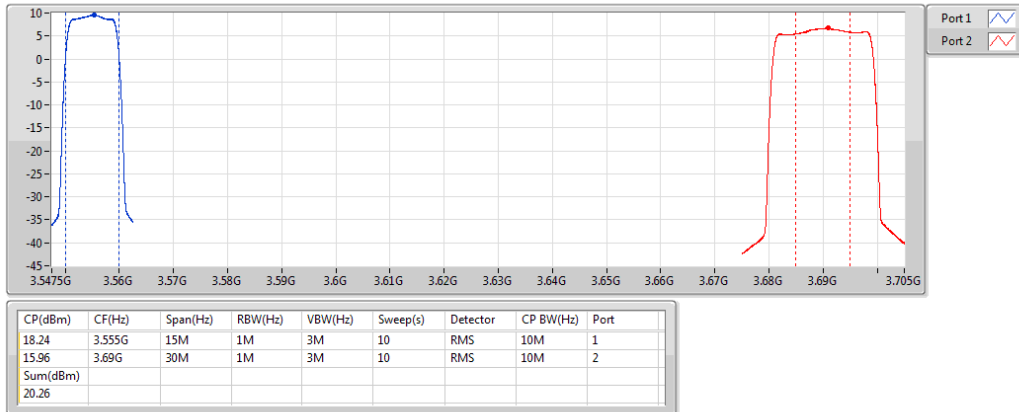 10
5
0
-5
-10
-15
-20
-25
-30
-35
-40
-45
3.5475G 3.56G 3.57G 3.58G 3.59G 3.6G 3.61G 3.62G 3.63G 3.64G 3.65G 3.66G 3.67G 3.68G 3.69G 3.705G
Port 1
Port 2
CP(dBm) CF(Hz) Span(Hz) RBW(Hz) VBW(Hz) Sweep(s) Detector CP BW(Hz) Port
18.24 3.555G 15M 1M 3M 10 RMS 10M 1
15.96 3.69G 30M 1M 3M 10 RMS 10M 2
Sum(dBm)
20.26